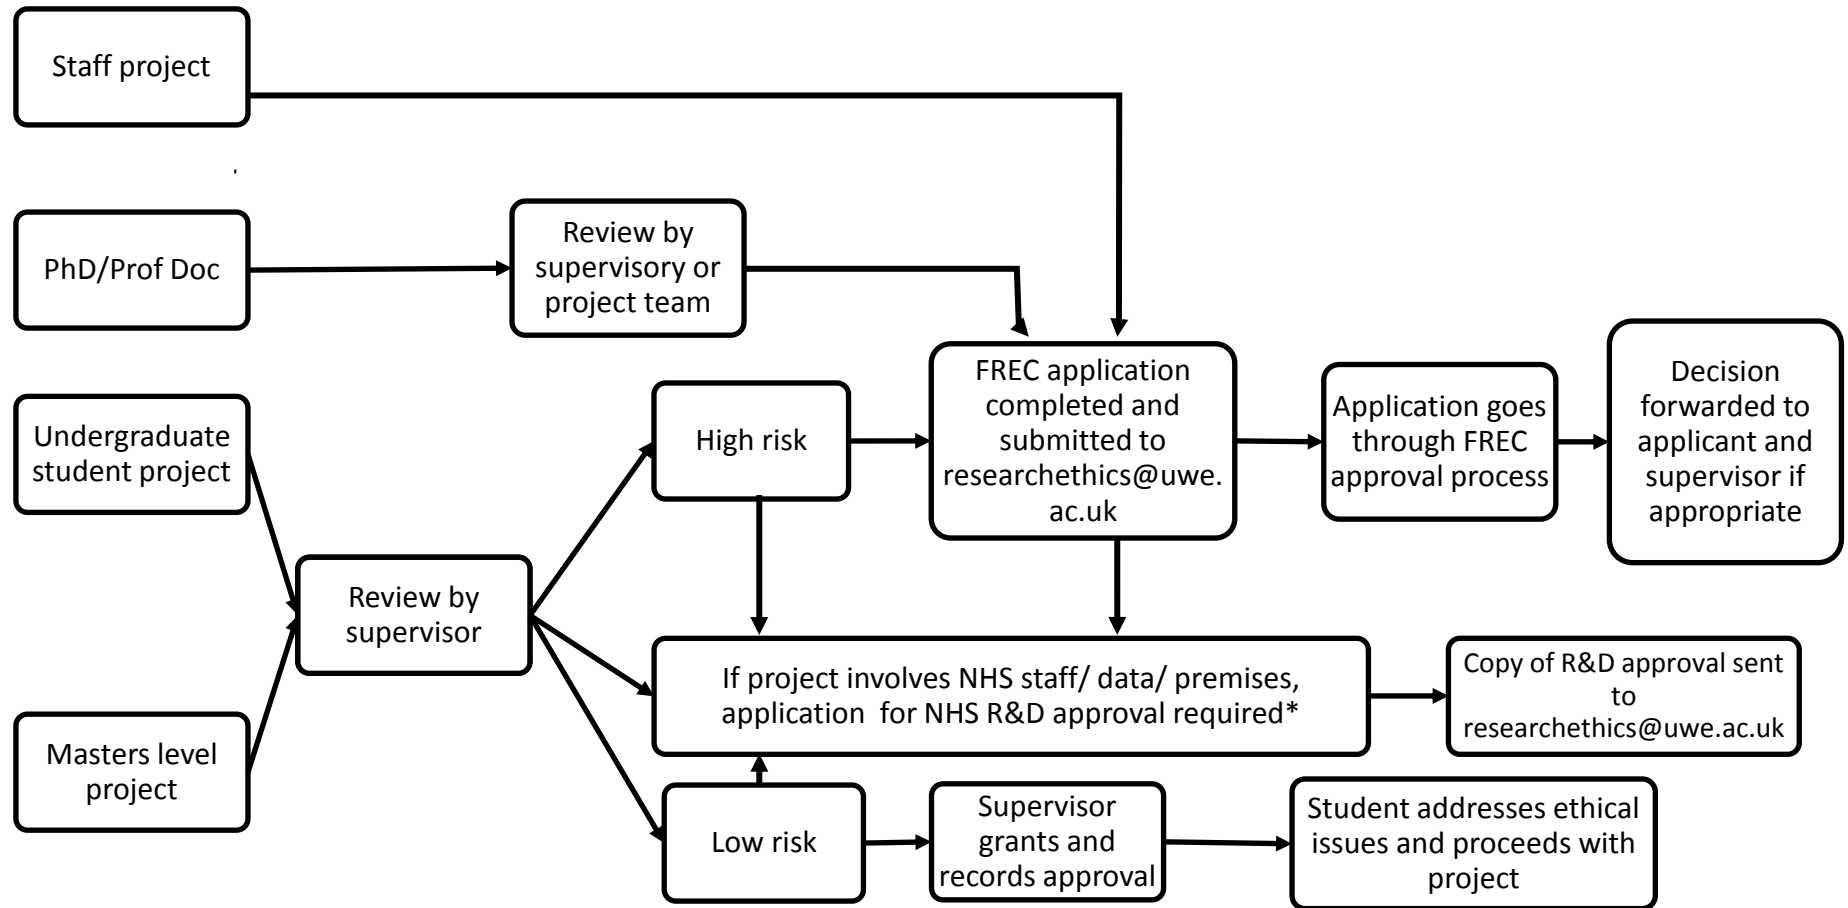 Staff project
PhD/Prof Doc
Review by
supervisory or
project team
Undergraduate
student project
Masters level
project
Review by
supervisor
High risk
FREC application
completed and
submitted to
researchethics@uwe.
ac.uk
Application goes
through FREC
approval process
Decision
forwarded to
applicant and
supervisor if
appropriate
If project involves NHS staff/ data/ premises,
application  for NHS R&D approval required*
Copy of R&D approval sent
to
researchethics@uwe.ac.uk
Low risk
Supervisor
grants and
records approval
Student addresses ethical
issues and proceeds with
project